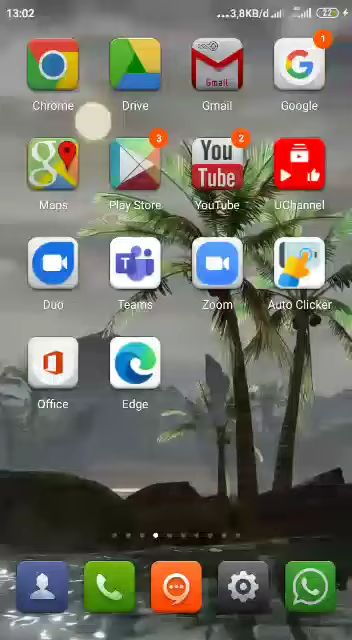 13:02 ...3,8KB/d 22
1
Chrome Drive Gmail Google
3 2
Maps Play Store YouTube UChannel
Duo Teams Zoom Auto Clicker
Office Edge